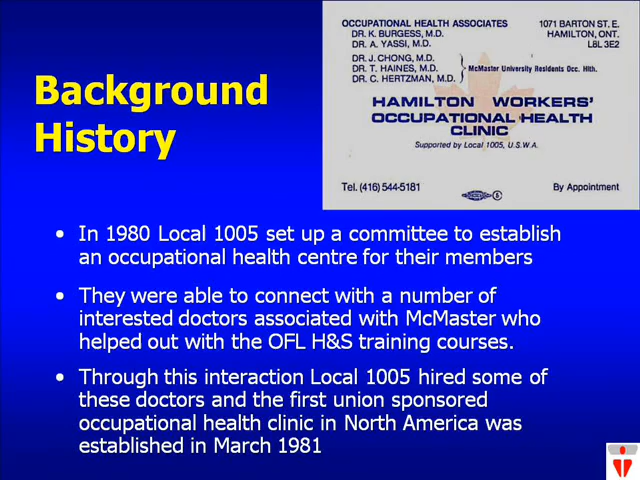 OCCUPATIONAL HEALTH ASSOCIATES
DR. K. BURGESS, M.D.
DR. A. YASSI, M.D.
DR. J. CHONG, M.D.
DR. T. HAINES, M.D.
DR. C. HERTZMAN, M.D.
McMaster University Residents Occ. Hlth.
1071 BARTON ST. E.
HAMILTON, ONT.
L8L 3E2
HAMILTON WORKERS'
OCCUPATIONAL HEALTH
CLINIC
Supported by Local 1005, U.S.W.A.
Tel. (416) 544-5181
By Appointment
Background
History
• In 1980 Local 1005 set up a committee to establish
an occupational health centre for their members
• They were able to connect with a number of
interested doctors associated with McMaster who
helped out with the OFL H&S training courses.
• Through this interaction Local 1005 hired some of
these doctors and the first union sponsored
occupational health clinic in North America was
established in March 1981